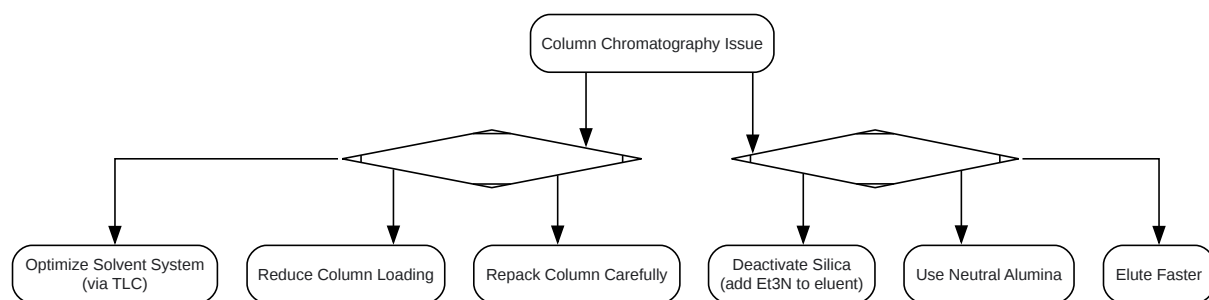 Column Chromatography Issue
Optimize Solvent System
(via TLC)
Reduce Column Loading
Repack Column Carefully
Deactivate Silica
(add Et3N to eluent)
Use Neutral Alumina
Elute Faster